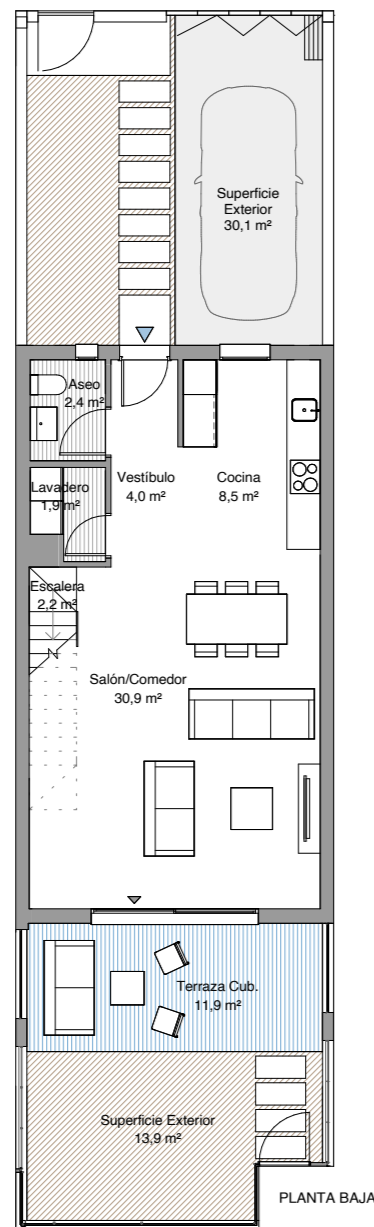 Superficie
Exterior
30,1 m²
Aseo
2,4 m²
Lavadero
1,9 m²
Vestíbulo
4,0 m²
Cocina
8,5 m²
Escalera
2,2 m²
Salón/Comedor
30,9 m²
Terraza Cub.
11,9 m²
Superficie Exterior
13,9 m²
PLANTA BAJA